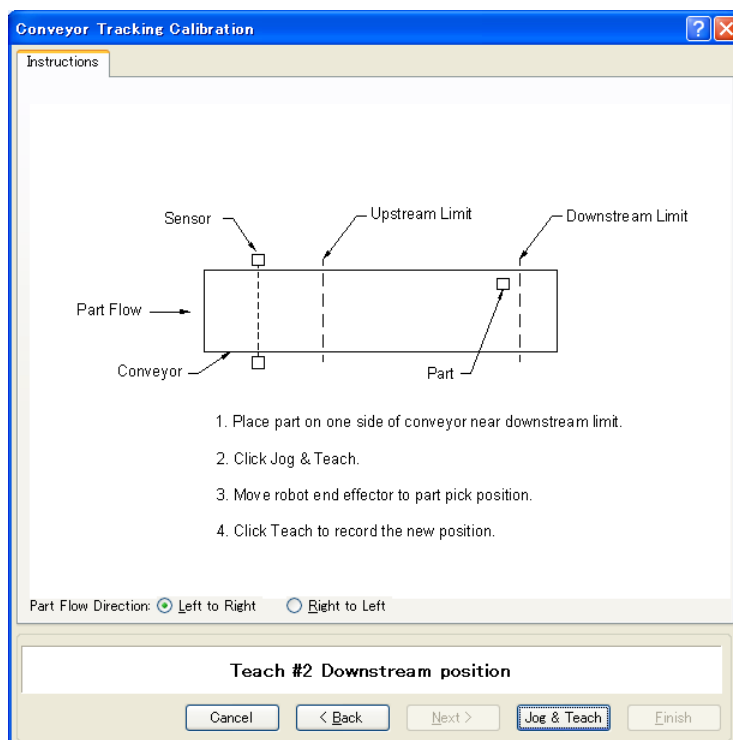 Conveyor Tracking Calibration
Instructions
Sensor
Upstream Limit
Downstream Limit
Part Flow
Conveyor
Part
1. Place part on one side of conveyor near downstream limit.
2. Click Jog & Teach.
3. Move robot end effector to part pick position.
4. Click Teach to record the new position.
Part Flow Direction: Left to Right Right to Left
Teach #2 Downstream position
Cancel < Back Next > Jog & Teach Finish